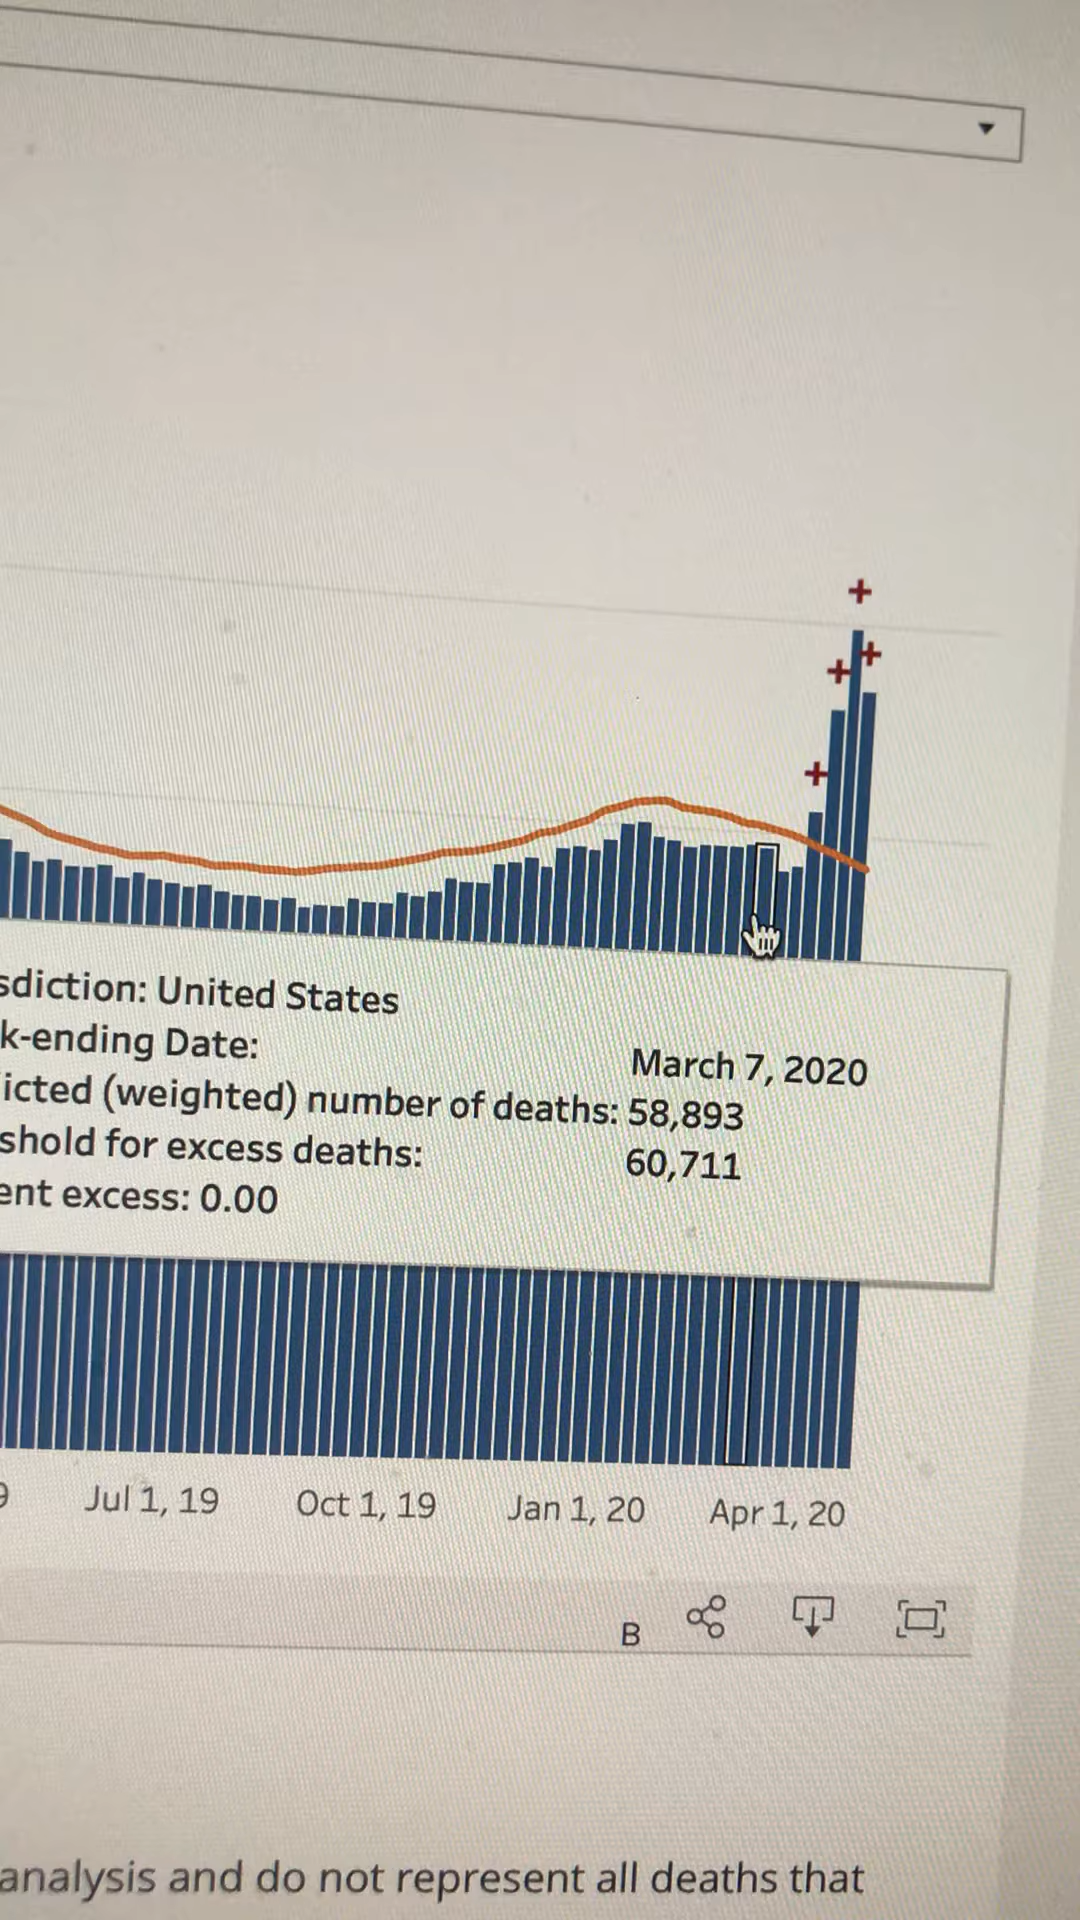 sdiction: United States
k-ending Date: March 7, 2020
icted (weighted) number of deaths: 58,893
shold for excess deaths: 60,711
ent excess: 0.00
9 Jul 1, 19 Oct 1, 19 Jan 1, 20 Apr 1, 20
B
analysis and do not represent all deaths that